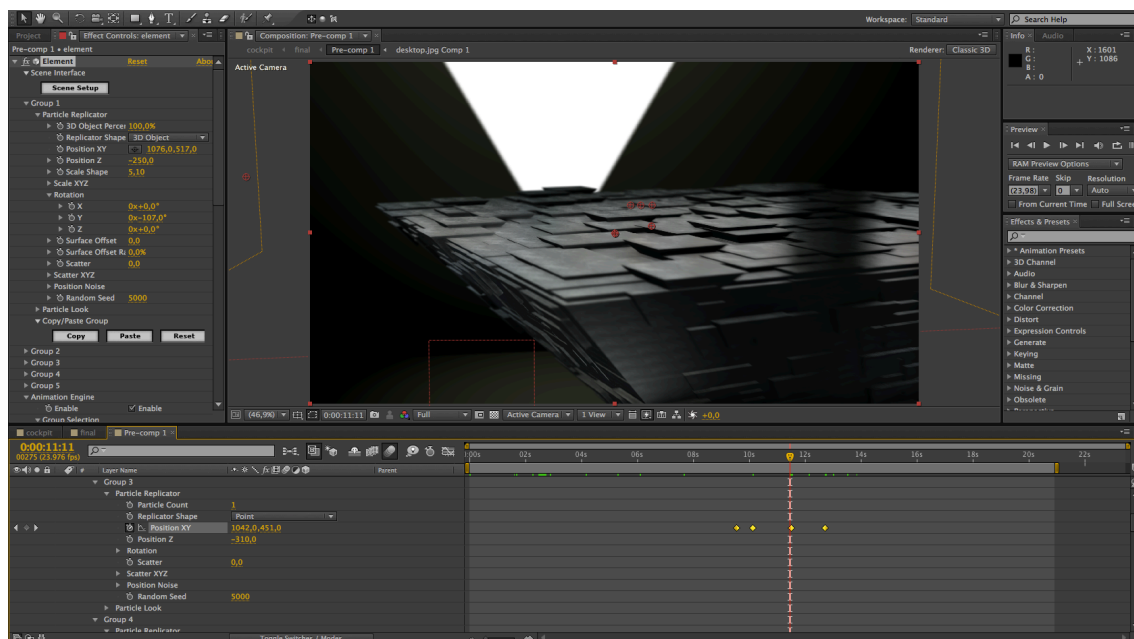 Workspace: Standard
Search Help
Project
Effect Controls: element
Composition: Pre-comp 1
Info
Audio
Pre-comp 1 • element
cockpit
final
Pre-comp 1
desktop.jpg Comp 1
Renderer: Classic 3D
R :
G :
B :
A : 0
X : 1601
Y : 1086
fx Element
Reset
Active Camera
Scene Interface
Scene Setup
Group 1
Particle Replicator
3D Object Percer 100,0%
Replicator Shape 3D Object
Position XY 1076,0,517,0
Position Z -250,0
Scale Shape 5,10
Scale XYZ
Rotation
X 0x+0,0°
Y 0x-107,0°
Z 0x+0,0°
Surface Offset 0,0
Surface Offset Ra 0,0%
Scatter 0,0
Scatter XYZ
Position Noise
Random Seed 5000
Particle Look
Copy/Paste Group
Copy Paste Reset
Group 2
Group 3
Group 4
Group 5
Animation Engine
Enable Enable
Group Selection
Preview
RAM Preview Options
Frame Rate Skip Resolution
(23,98) 0 Auto
From Current Time Full Scree
Effects & Presets
* Animation Presets
3D Channel
Audio
Blur & Sharpen
Channel
Color Correction
Distort
Expression Controls
Generate
Keying
Matte
Missing
Noise & Grain
Obsolete
(46,9%)
0:00:11:11
Full
Active Camera
1 View
+0,0
cockpit
final
Pre-comp 1
0:00:11:11
00275 (23.976 fps)
02s 04s 06s 08s 10s 12s 14s 16s 18s 20s 22s
# Layer Name
Parent
Group 3
Particle Replicator
Particle Count 1
Replicator Shape Point
Position XY 1042,0,451,0
Position Z -310,0
Rotation
Scatter 0,0
Scatter XYZ
Position Noise
Random Seed 5000
Particle Look
Group 4
Particle Replicator
Toggle Switches / Modes